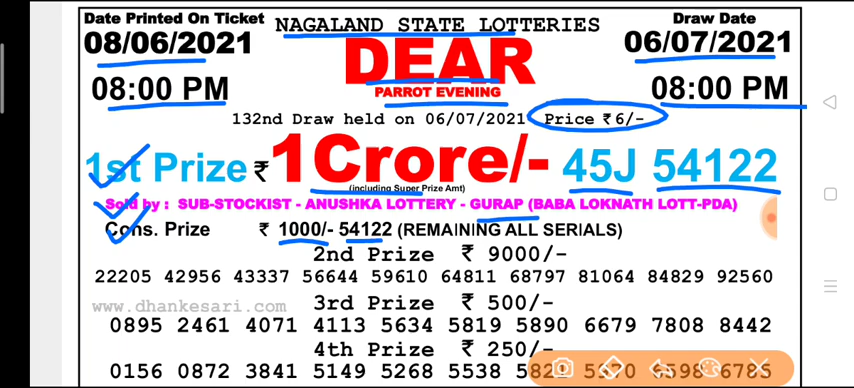 Date Printed On Ticket
08/06/2021
08:00 PM
NAGALAND STATE LOTTERIES
DEAR
PARROT EVENING
Draw Date
06/07/2021
08:00 PM
132nd Draw held on 06/07/2021 Price ₹ 6/-
1st Prize ₹ 1 Crore/- 45J 54122
(including Super Prize Amt)
Sold by : SUB-STOCKIST - ANUSHKA LOTTERY - GURAP (BABA LOKNATH LOTT-PDA)
Cons. Prize ₹ 1000/- 54122 (REMAINING ALL SERIALS)
2nd Prize ₹ 9000/-
22205 42956 43337 56644 59610 64811 68797 81064 84829 92560
www.dhankesari.com
3rd Prize ₹ 500/-
0895 2461 4071 4113 5634 5819 5890 6679 7808 8442
4th Prize ₹ 250/-
0156 0872 3841 5149 5268 5538